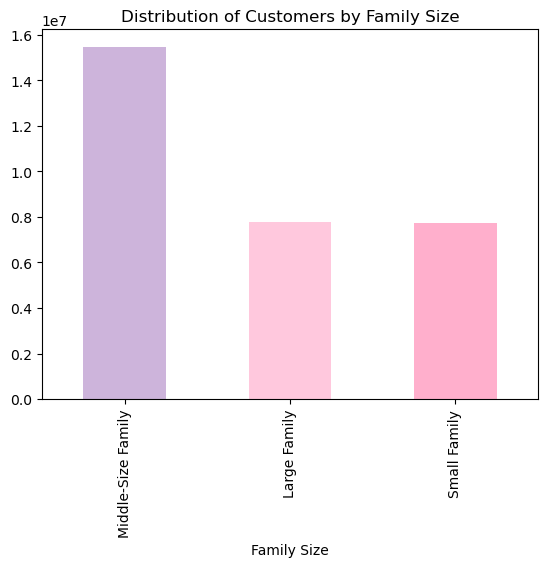 Distribution of Customers by Family Size
1e7
1.6
1.4
1.2
1.0
0.8
0.6
0.4
0.2
0.0
Middle-Size Family
Large Family
Small Family
Family Size